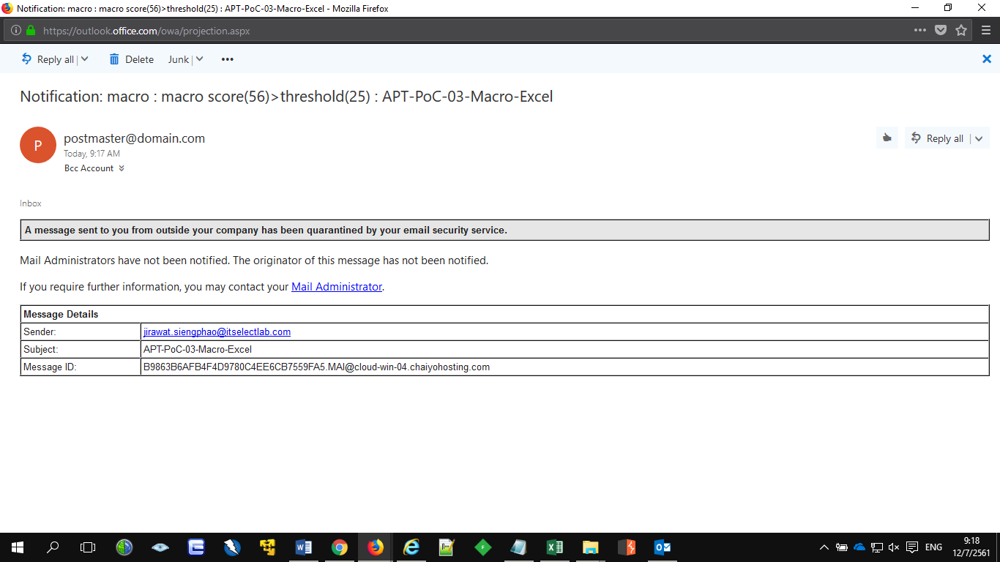 Notification: macro : macro score(56)>threshold(25) : APT-PoC-03-Macro-Excel - Mozilla Firefox
https://outlook.office.com/owa/projection.aspx
Reply all Delete Junk
Notification: macro : macro score(56)>threshold(25) : APT-PoC-03-Macro-Excel
P
postmaster@domain.com
Today, 9:17 AM
Bcc Account
Reply all
Inbox
A message sent to you from outside your company has been quarantined by your email security service.
Mail Administrators have not been notified. The originator of this message has not been notified.
If you require further information, you may contact your Mail Administrator.
Message Details
Sender: jirawat.siengphao@itselectlab.com
Subject: APT-PoC-03-Macro-Excel
Message ID: B9863B6AFB4F4D9780C4EE6CB7559FA5.MAI@cloud-win-04.chaiyohosting.com
ENG
9:18
12/7/2561